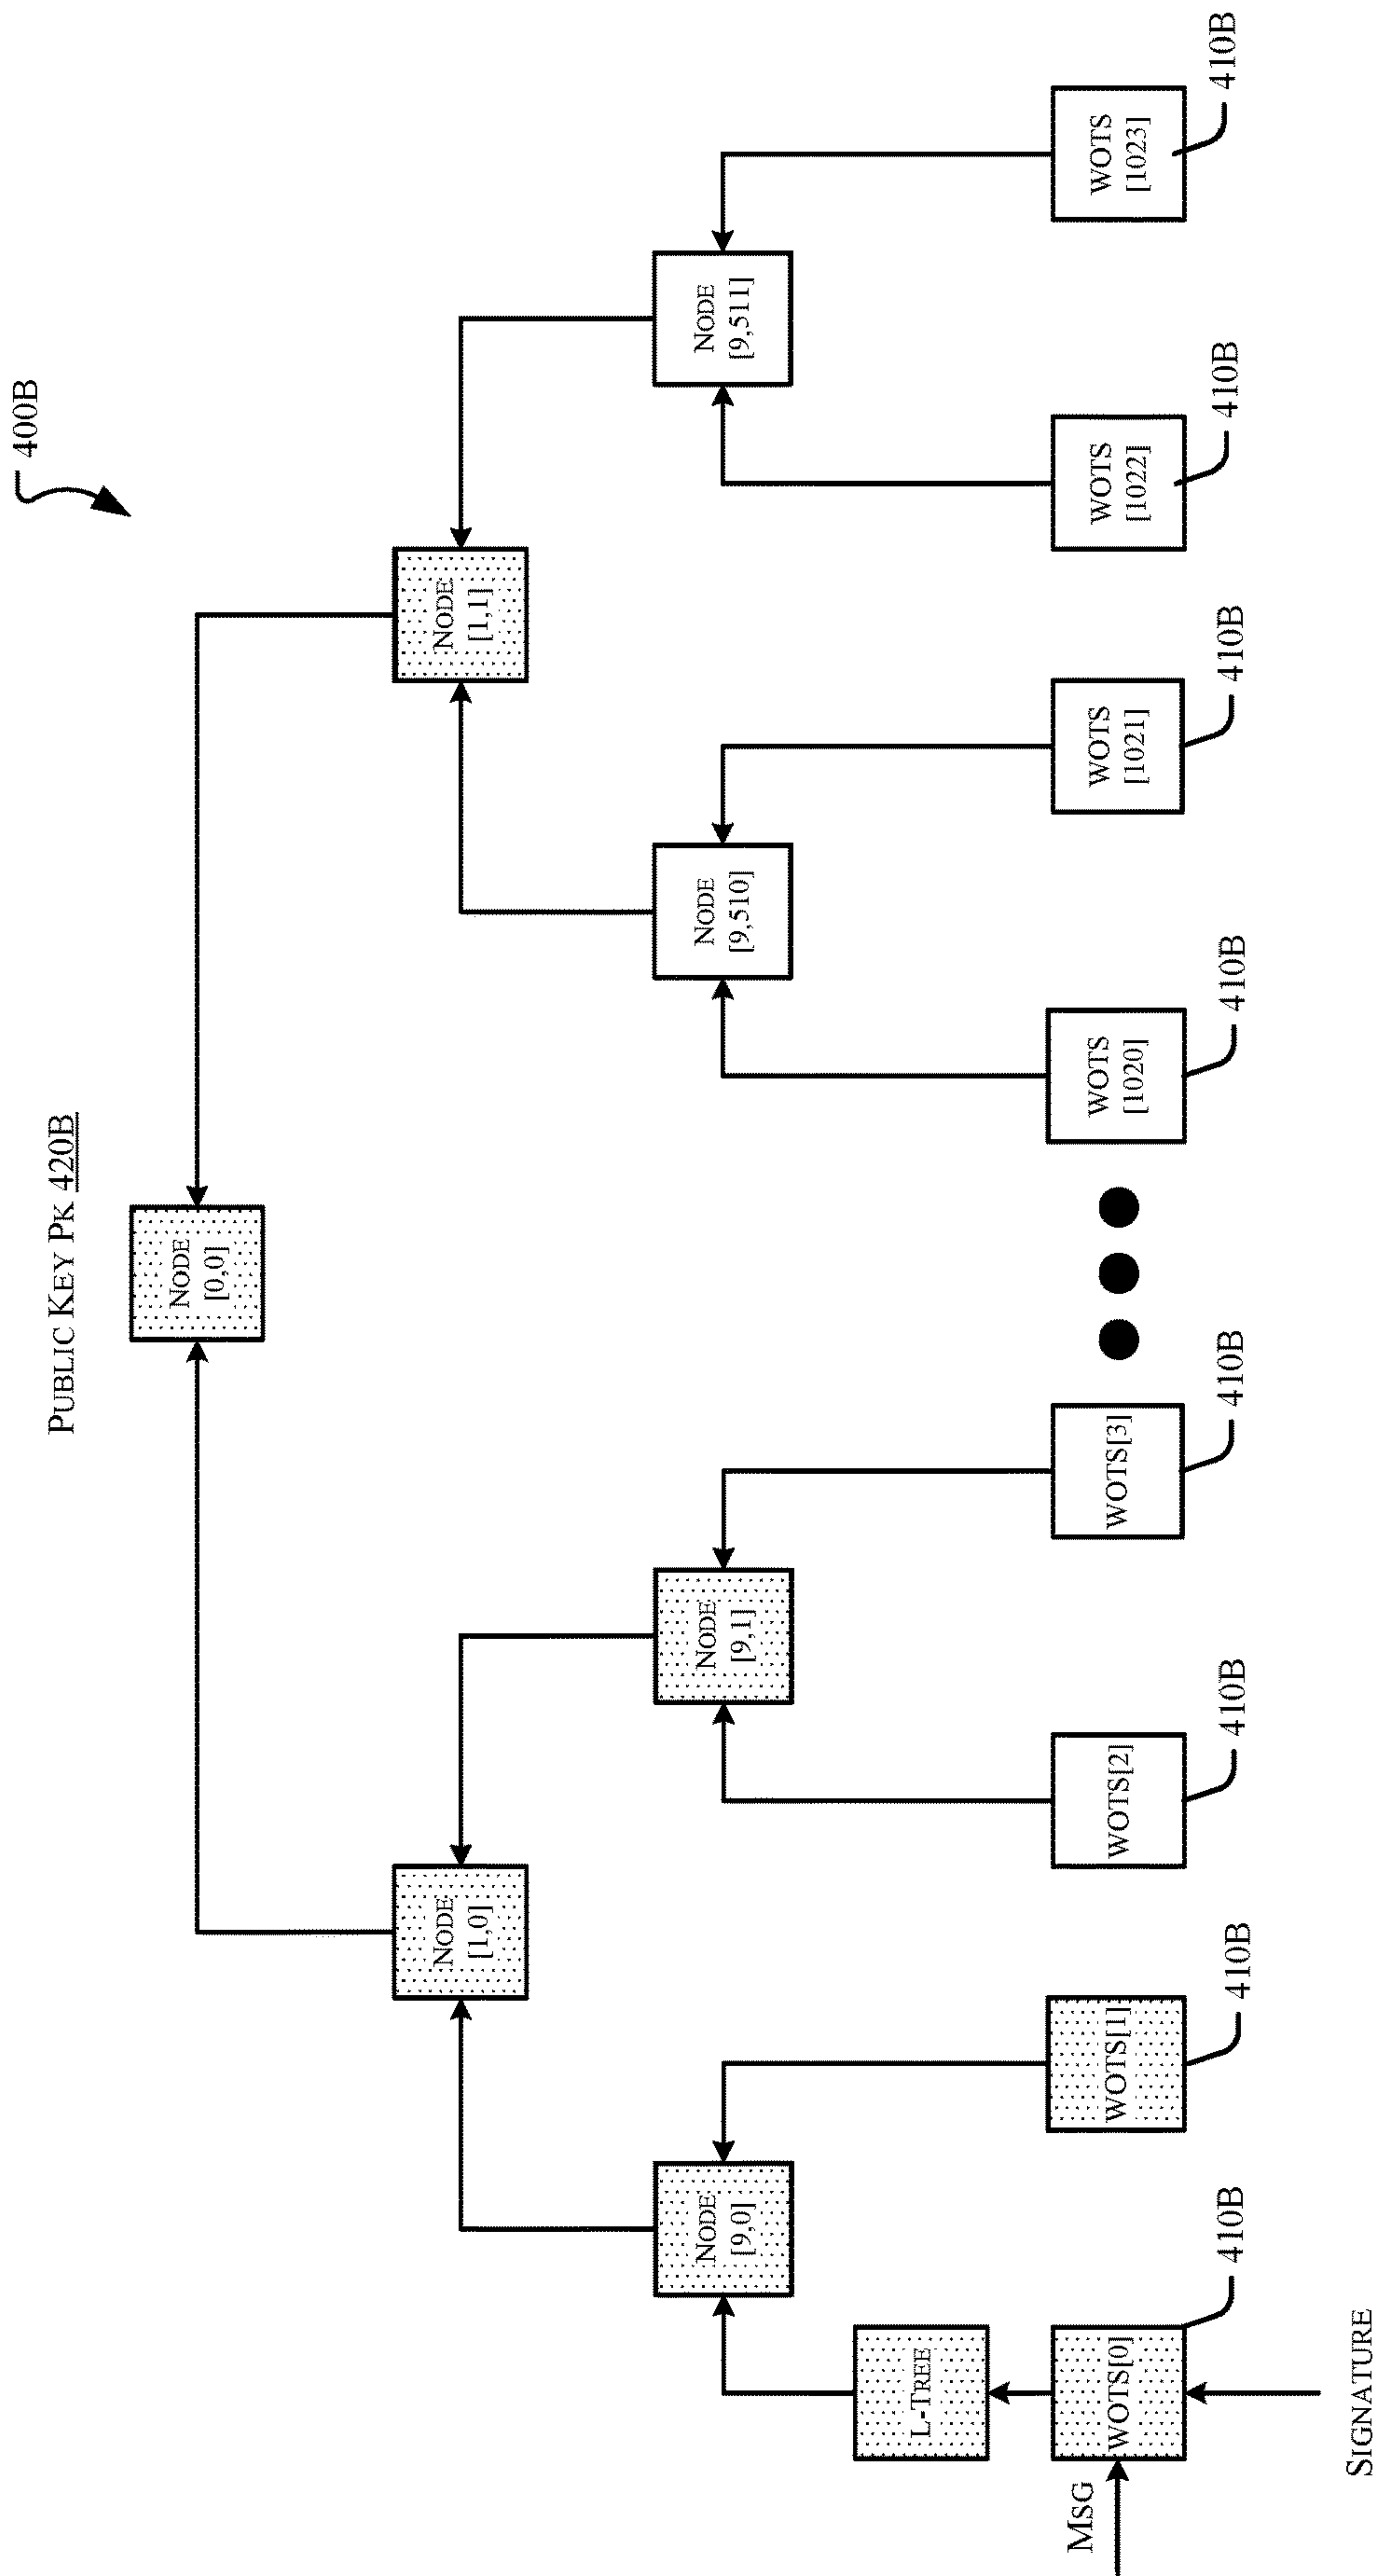 400B
PUBLIC KEY PK 420B
NODE
[0,0]
NODE
[1,0]
NODE
[1,1]
NODE
[9,0]
NODE
[9,1]
NODE
[9,510]
NODE
[9,511]
L-TREE
MSG
WOTS[0]
WOTS[1]
WOTS[2]
WOTS[3]
WOTS
[1020]
WOTS
[1021]
WOTS
[1022]
WOTS
[1023]
410B
410B
410B
410B
410B
410B
410B
410B
SIGNATURE